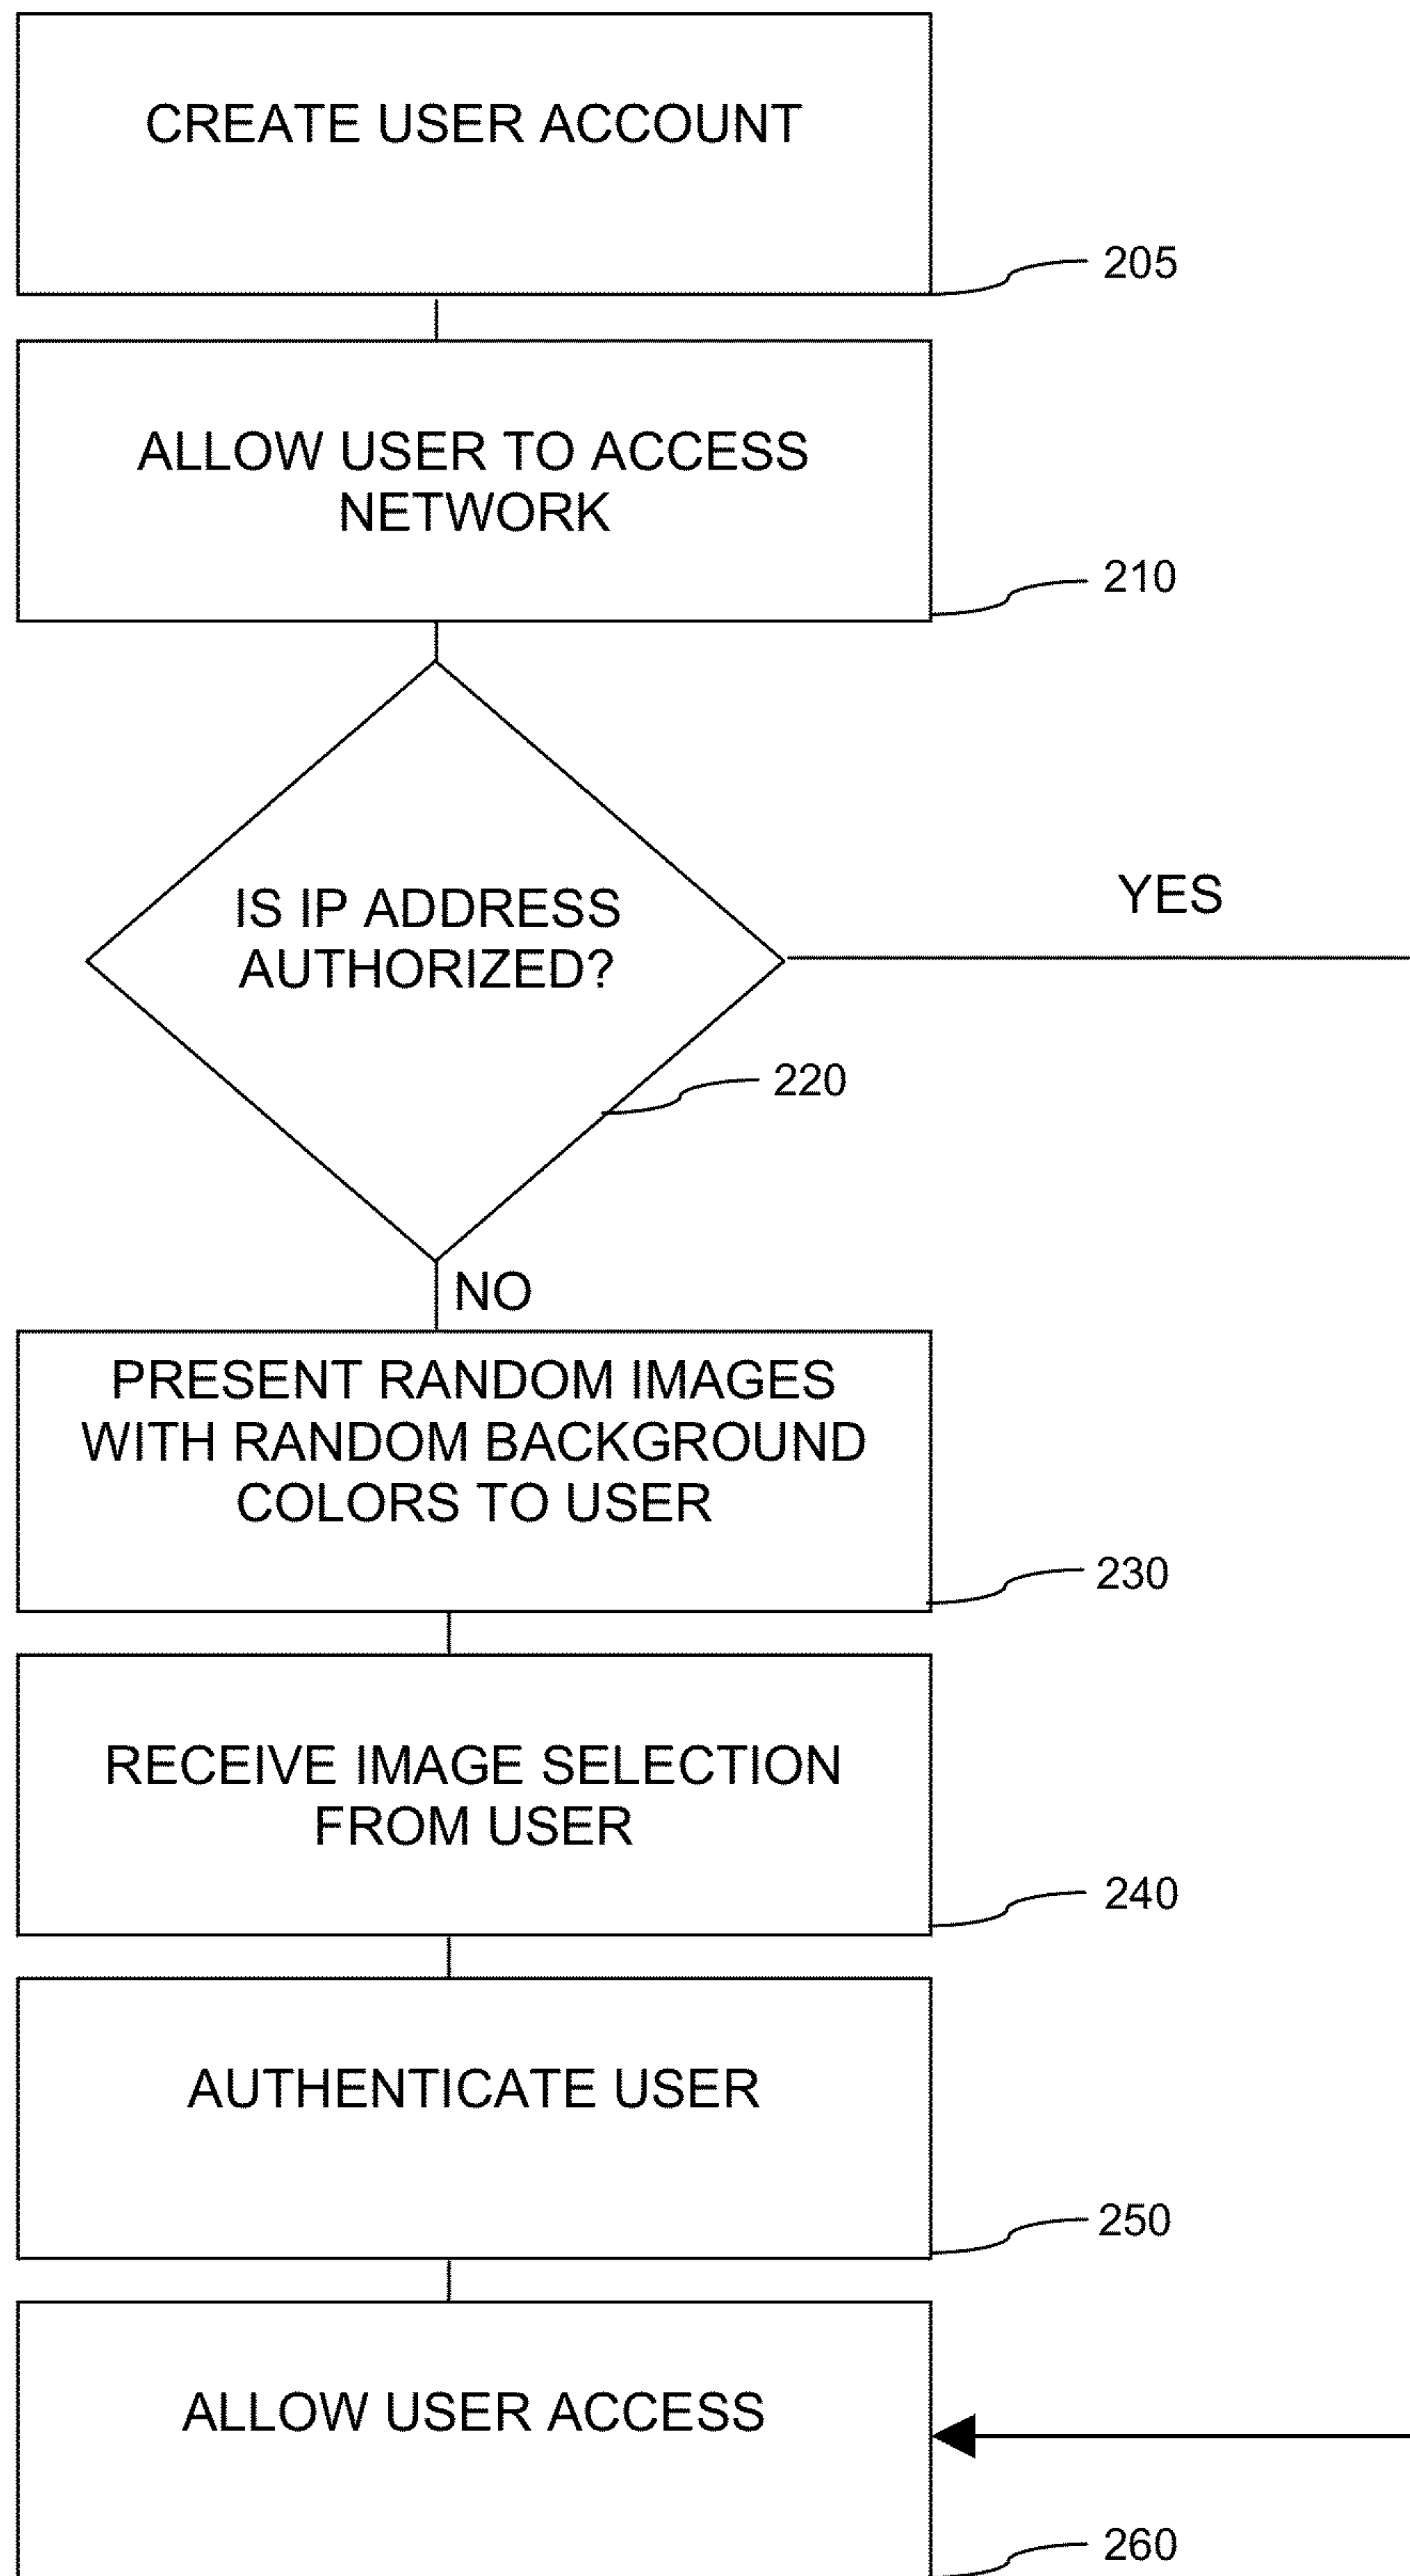 CREATE USER ACCOUNT
205
ALLOW USER TO ACCESS
NETWORK
210
IS IP ADDRESS
AUTHORIZED?
YES
220
NO
PRESENT RANDOM IMAGES
WITH RANDOM BACKGROUND
COLORS TO USER
230
RECEIVE IMAGE SELECTION
FROM USER
240
AUTHENTICATE USER
250
ALLOW USER ACCESS
260